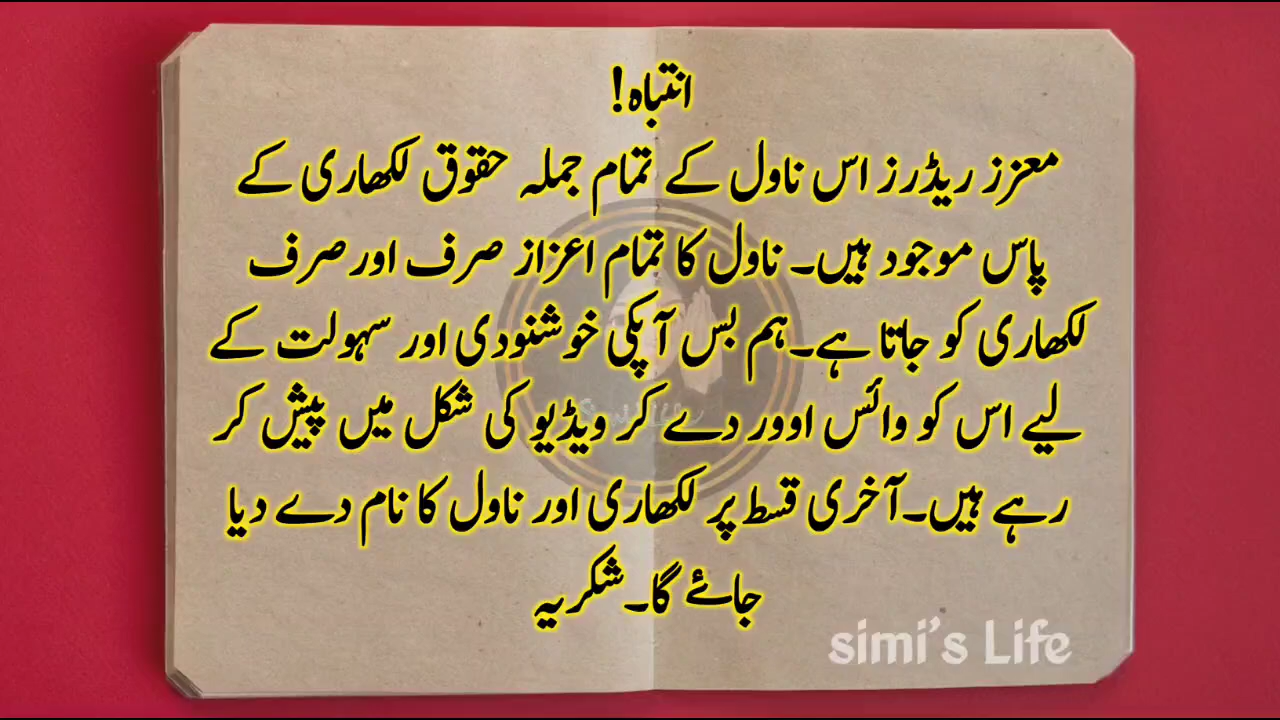 انتباہ!
معزز ریڈرز اس ناول کے تمام جملہ حقوق لکھاری کے
پاس موجود ہیں۔ ناول کا تمام اعزاز صرف اور صرف
لکھاری کو جاتا ہے۔ہم بس آپکی خوشنودی اور سہولت کے
لیے اس کو وائس اوور دے کر ویڈیو کی شکل میں پیش کر
رہے ہیں۔آخری قسط پر لکھاری اور ناول کا نام دے دیا
جائے گا۔شکریہ
simi's Life